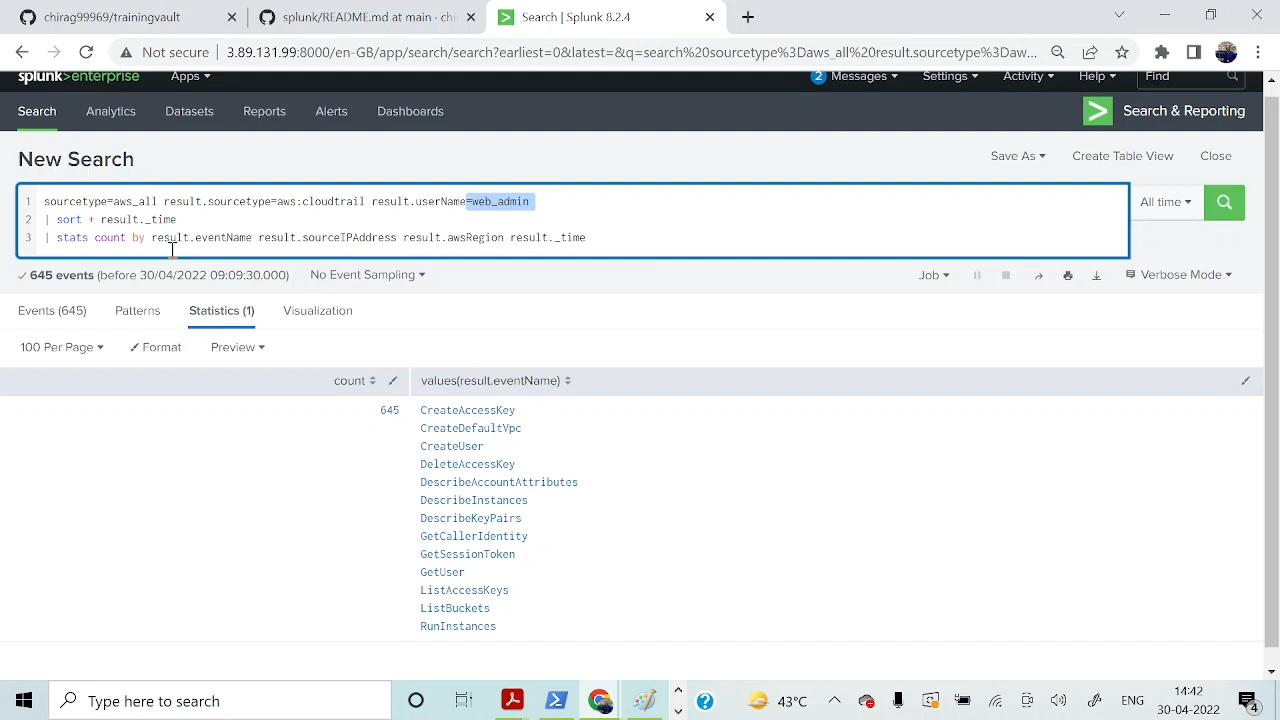 chirag99969/trainingvault
splunk/README.md at main · chi
Search | Splunk 8.2.4
Not secure
3.89.131.99:8000/en-GB/app/search/search?earliest=0&latest=&q=search%20sourcetype%3Daws_all%20result.sourcetype%3Daw...
splunk>enterprise
Apps
2 Messages
Settings
Activity
Help
Find
Search
Analytics
Datasets
Reports
Alerts
Dashboards
Search & Reporting
New Search
Save As
Create Table View
Close
1 sourcetype=aws_all result.sourcetype=aws:cloudtrail result.userName=web_admin
2 | sort + result._time
3 | stats count by result.eventName result.sourceIPAddress result.awsRegion result._time
All time
645 events (before 30/04/2022 09:09:30.000)
No Event Sampling
Job
Verbose Mode
Events (645)
Patterns
Statistics (1)
Visualization
100 Per Page
Format
Preview
count
values(result.eventName)
645
CreateAccessKey
CreateDefaultVpc
CreateUser
DeleteAccessKey
DescribeAccountAttributes
DescribeInstances
DescribeKeyPairs
GetCallerIdentity
GetSessionToken
GetUser
ListAccessKeys
ListBuckets
RunInstances
Type here to search
43°C
ENG
14:42
30-04-2022
4